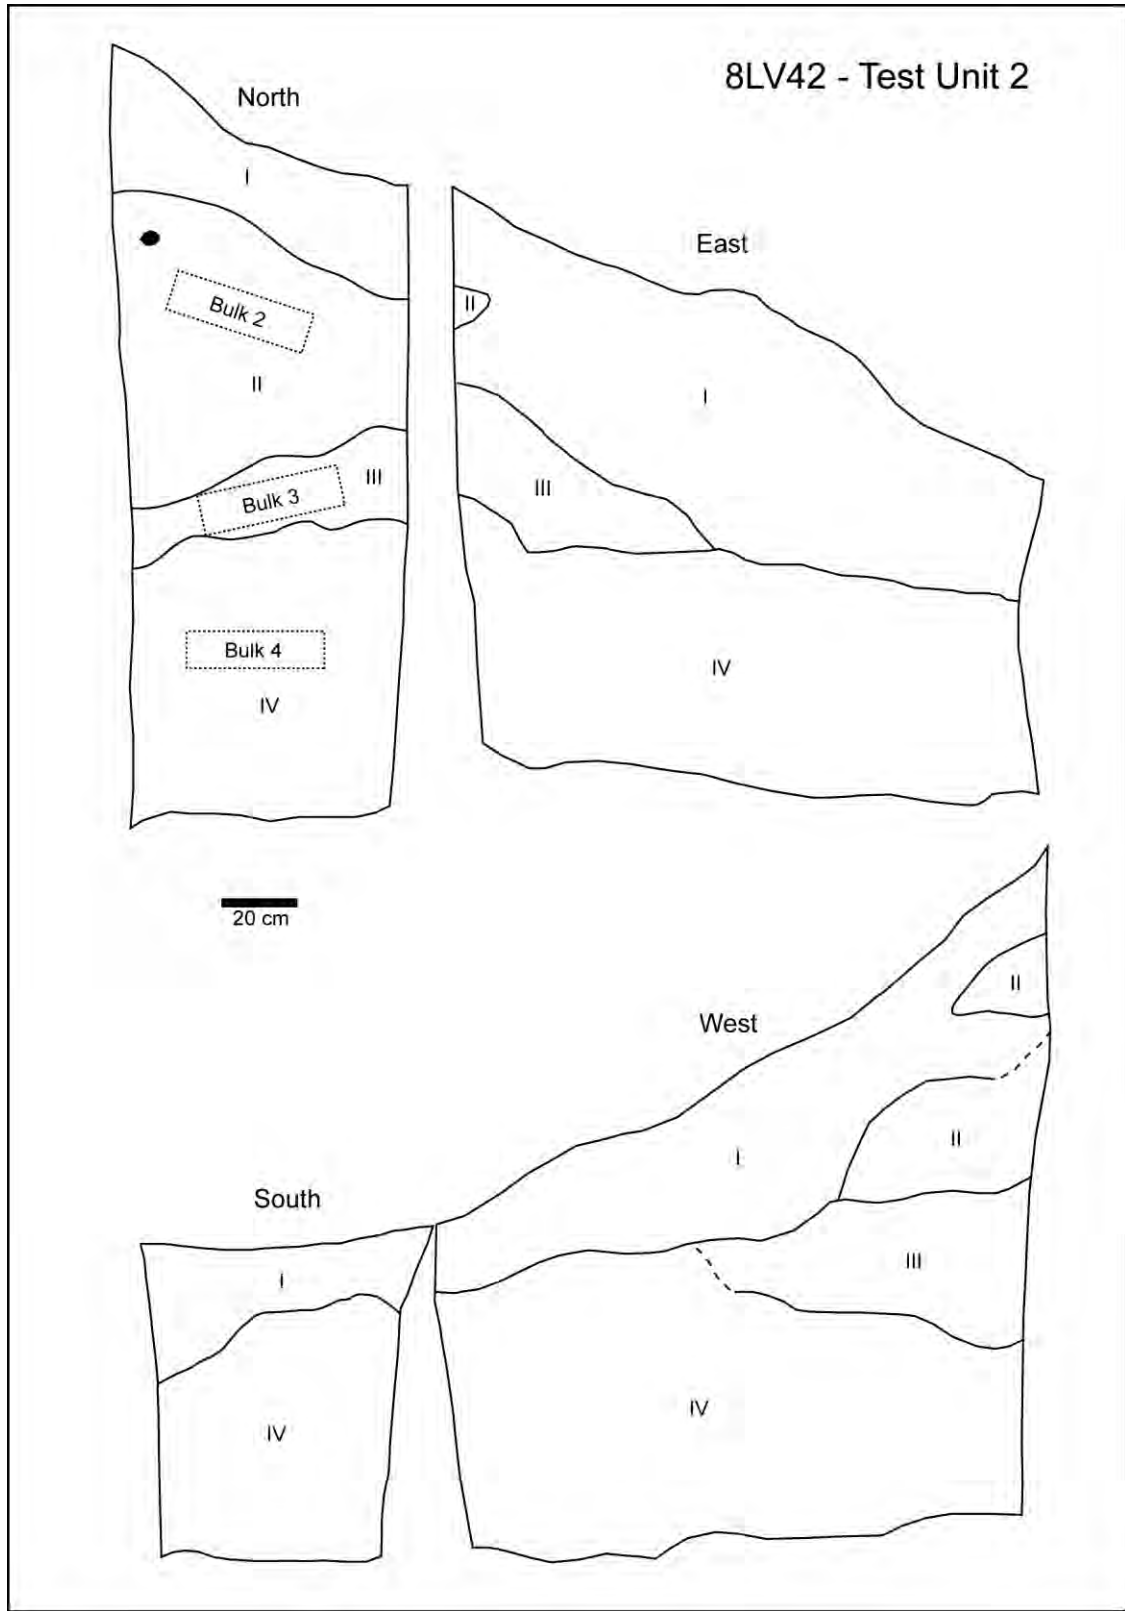 8LV42 - Test Unit 2
North
I
Bulk 2
II
III
Bulk 3
Bulk 4
IV
East
II
I
III
IV
20 cm
West
II
I
II
III
IV
South
I
IV